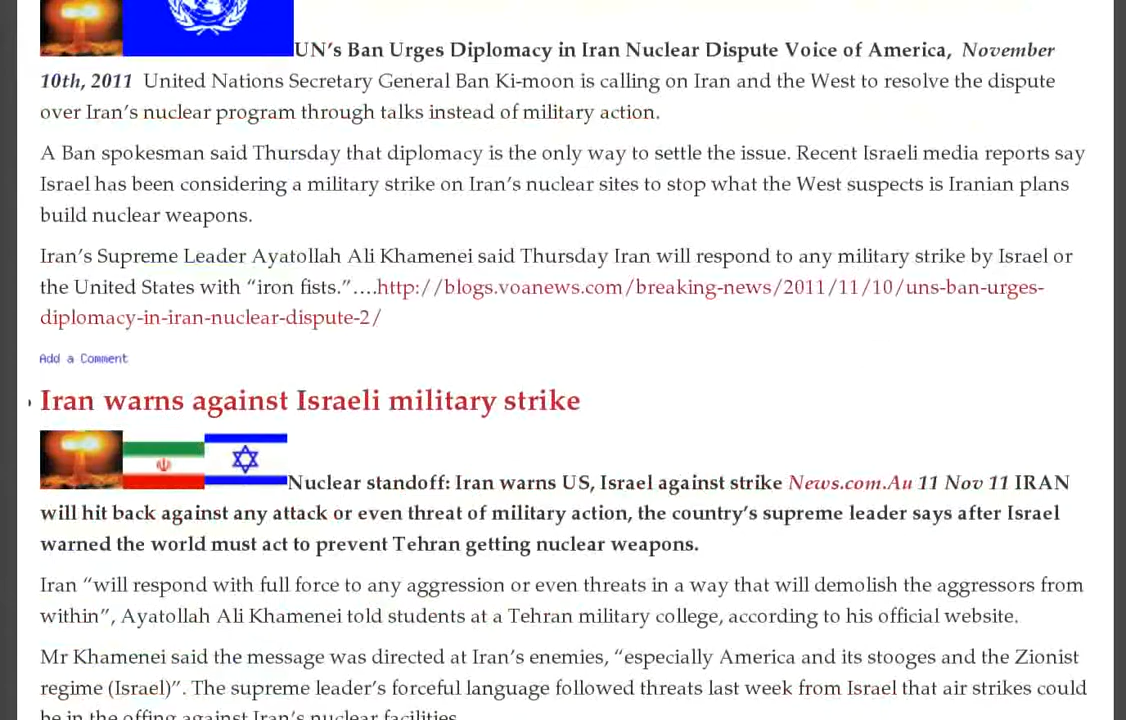 UN's Ban Urges Diplomacy in Iran Nuclear Dispute Voice of America, November
10th, 2011 United Nations Secretary General Ban Ki-moon is calling on Iran and the West to resolve the dispute
over Iran's nuclear program through talks instead of military action.
A Ban spokesman said Thursday that diplomacy is the only way to settle the issue. Recent Israeli media reports say
Israel has been considering a military strike on Iran's nuclear sites to stop what the West suspects is Iranian plans
build nuclear weapons.
Iran's Supreme Leader Ayatollah Ali Khamenei said Thursday Iran will respond to any military strike by Israel or
the United States with "iron fists."....http://blogs.voanews.com/breaking-news/2011/11/10/uns-ban-urges-
diplomacy-in-iran-nuclear-dispute-2/
Add a Comment
Iran warns against Israeli military strike
Nuclear standoff: Iran warns US, Israel against strike News.com.Au 11 Nov 11 IRAN
will hit back against any attack or even threat of military action, the country's supreme leader says after Israel
warned the world must act to prevent Tehran getting nuclear weapons.
Iran "will respond with full force to any aggression or even threats in a way that will demolish the aggressors from
within", Ayatollah Ali Khamenei told students at a Tehran military college, according to his official website.
Mr Khamenei said the message was directed at Iran's enemies, "especially America and its stooges and the Zionist
regime (Israel)". The supreme leader's forceful language followed threats last week from Israel that air strikes could
be in the offing against Iran's nuclear facilities